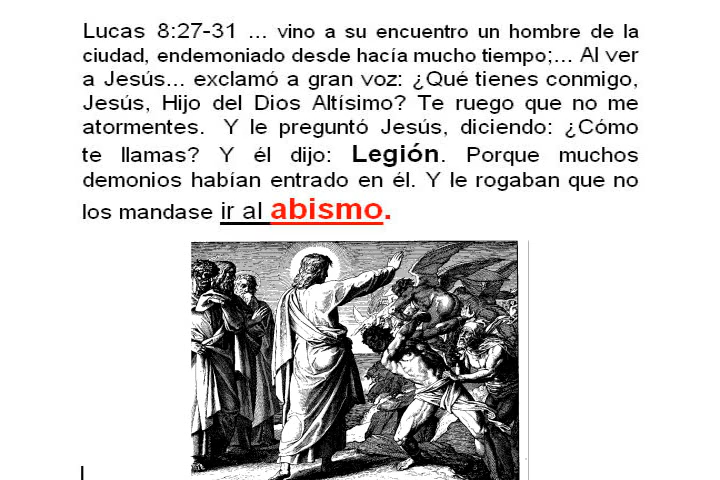 Lucas 8:27-31 ... vino a su encuentro un hombre de la
ciudad, endemoniado desde hacía mucho tiempo;... Al ver
a Jesús... exclamó a gran voz: ¿Qué tienes conmigo,
Jesús, Hijo del Dios Altísimo? Te ruego que no me
atormentes. Y le preguntó Jesús, diciendo: ¿Cómo
te llamas? Y él dijo: Legión. Porque muchos
demonios habían entrado en él. Y le rogaban que no
los mandase ir al abismo.